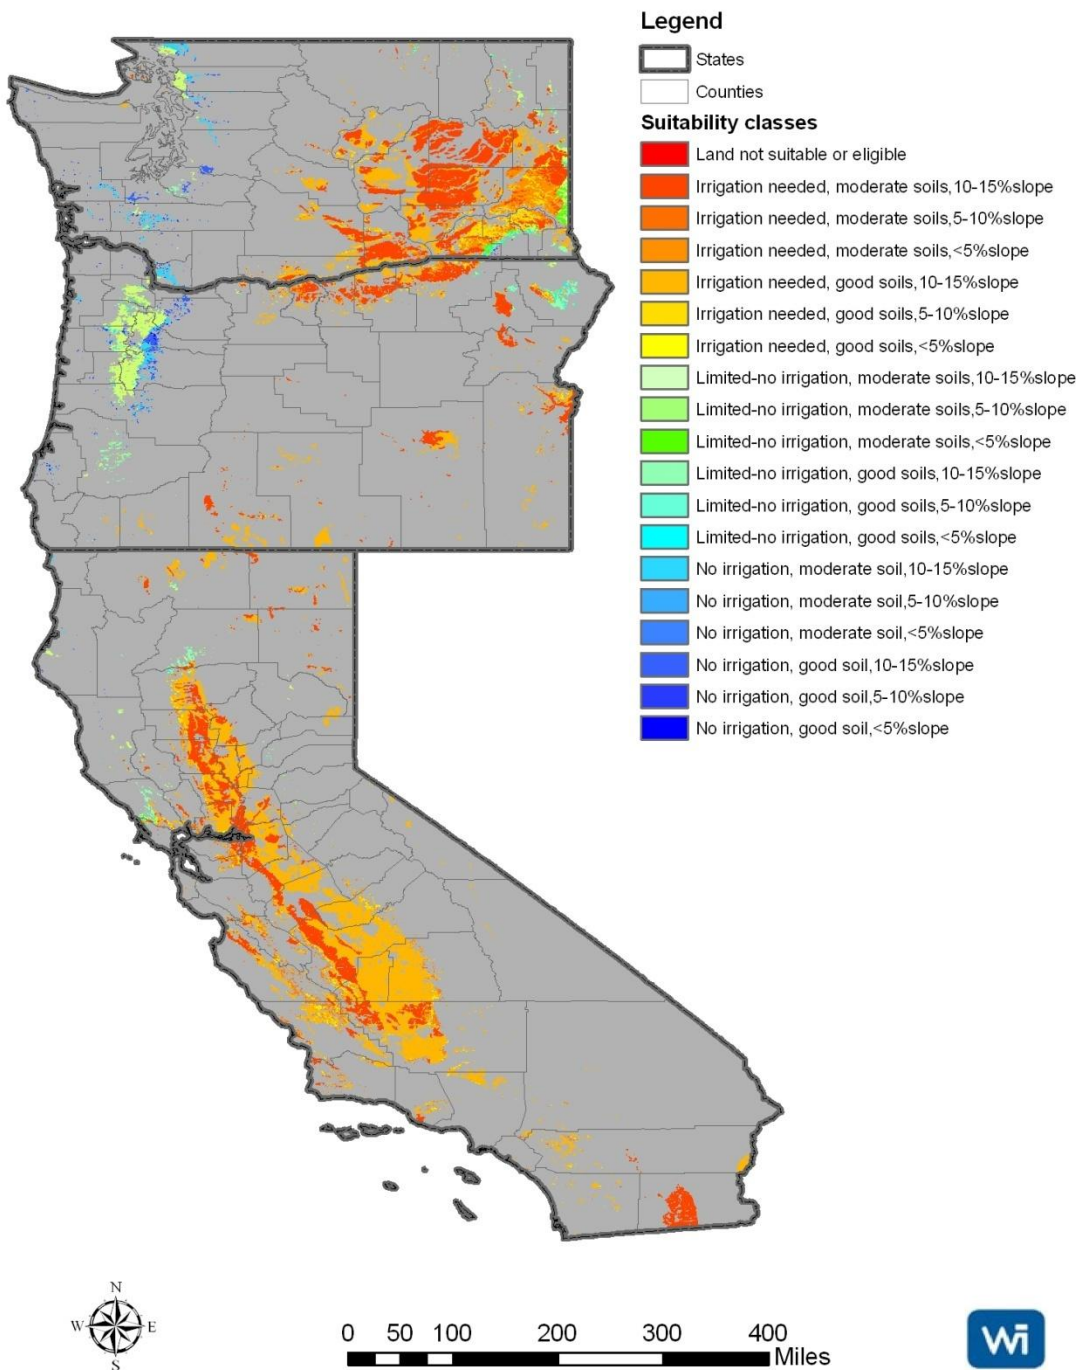 Legend
States
Counties
Suitability classes
Land not suitable or eligible
Irrigation needed, moderate soils,10-15%slope
Irrigation needed, moderate soils,5-10%slope
Irrigation needed, moderate soils,<5%slope
Irrigation needed, good soils,10-15%slope
Irrigation needed, good soils,5-10%slope
Irrigation needed, good soils,<5%slope
Limited-no irrigation, moderate soils,10-15%slope
Limited-no irrigation, moderate soils,5-10%slope
Limited-no irrigation, moderate soils,<5%slope
Limited-no irrigation, good soils,10-15%slope
Limited-no irrigation, good soils,5-10%slope
Limited-no irrigation, good soils,<5%slope
No irrigation, moderate soil,10-15%slope
No irrigation, moderate soil,5-10%slope
No irrigation, moderate soil,<5%slope
No irrigation, good soil,10-15%slope
No irrigation, good soil,5-10%slope
No irrigation, good soil,<5%slope
N
W E
S
0 50 100 200 300 400
Miles
Wi